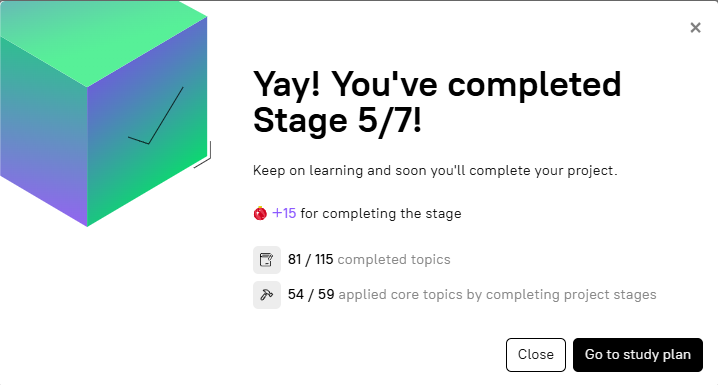 Yay! You've completed
Stage 5/7!
Keep on learning and soon you'll complete your project.
+15 for completing the stage
81 / 115 completed topics
54 / 59 applied core topics by completing project stages
Close
Go to study plan